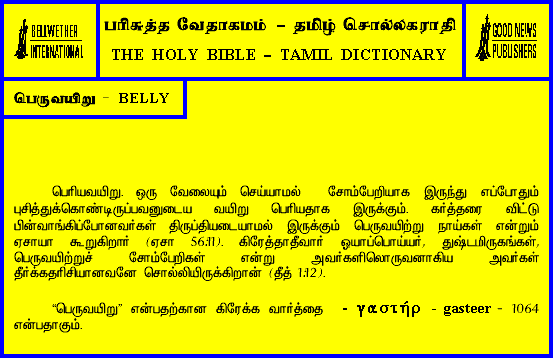 BELLWETHER
INTERNATIONAL
பரிசுத்த வேதாகமம் – தமிழ் சொல்லகராதி
THE HOLY BIBLE – TAMIL DICTIONARY
GOOD NEWS
PUBLISHERS
பெருவயிறு – BELLY
பெரியவயிறு. ஒரு வேலையும் செய்யாமல் சோம்பேறியாக இருந்து எப்போதும்
புசித்துக்கொண்டிருப்பவனுடைய வயிறு பெரியதாக இருக்கும். கர்த்தரை விட்டு
பின்வாங்கிப்போனவர்கள் திருப்தியடையாமல் இருக்கும் பெருவயிற்று நாய்கள் என்றும்
ஏசாயா கூறுகிறார் (ஏசா 56:11). கிரேத்தாதீவார் ஓயாப்பொய்யர், துஷ்டமிருகங்கள்,
பெருவயிற்றுச் சோம்பேறிகள் என்று அவர்களிலொருவனாகிய அவர்கள்
தீர்க்கதரிசியானவனே சொல்லியிருக்கிறான் (தீத் 1:12).
“பெருவயிறு” என்பதற்கான கிரேக்க வார்த்தை - γαστήρ - gasteer - 1064
என்பதாகும்.